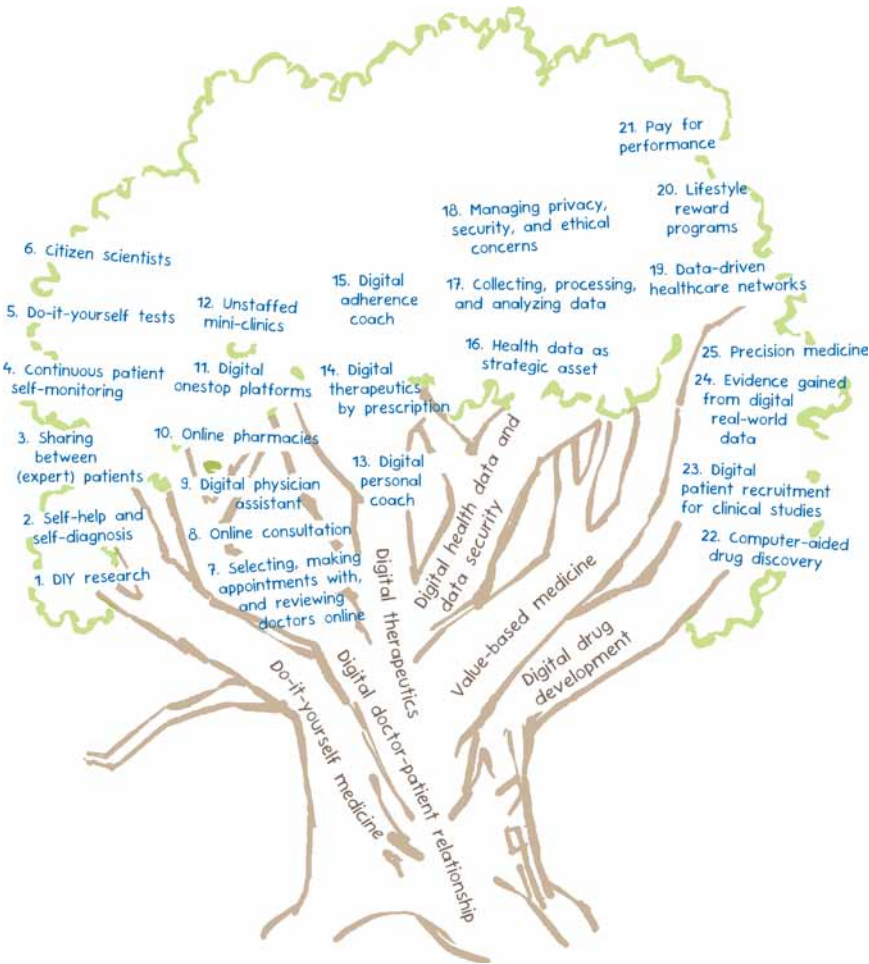 21. Pay for
performance
20. Lifestyle
reward
programs
18. Managing privacy,
security, and ethical
concerns
6. Citizen scientists
19. Data-driven
healthcare networks
15. Digital
adherence
coach
17. Collecting, processing,
and analyzing data
5. Do-it-yourself tests
12. Unstaffed
mini-clinics
16. Health data as
strategic asset
25. Precision medicine
4. Continuous patient
self-monitoring
11. Digital
onestop platforms
14. Digital
therapeutics
by prescription
24. Evidence gained
from digital
real-world
data
3. Sharing
between
(expert) patients
10. Online pharmacies
13. Digital
personal
coach
9. Digital physician
assistant
23. Digital
patient recruitment
for clinical studies
2. Self-help and
self-diagnosis
8. Online consultation
22. Computer-aided
drug discovery
1. DIY research
7. Selecting, making
appointments with,
and reviewing
doctors online
Do-it-yourself medicine
Digital doctor-patient relationship
Digital therapeutics
Digital health data and
data security
Value-based medicine
Digital drug
development